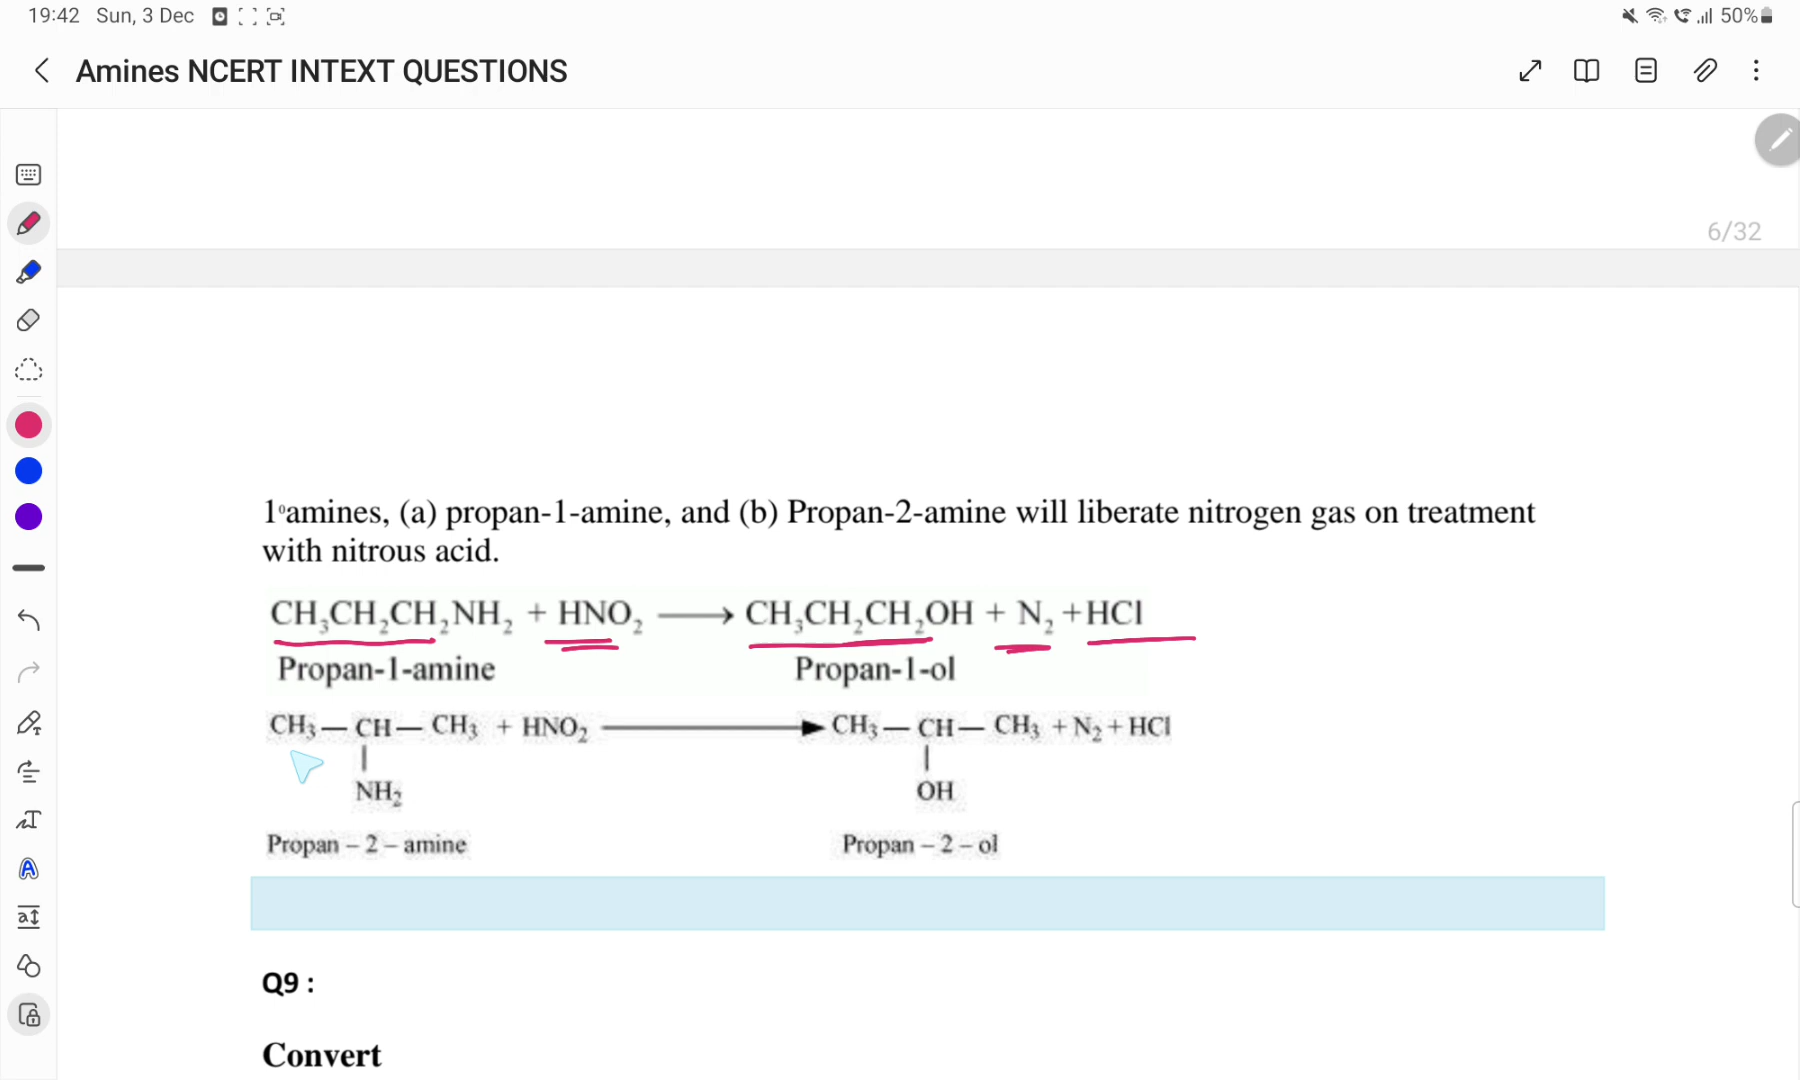 19:42 Sun, 3 Dec 50%
Amines NCERT INTEXT QUESTIONS
6/32
1⁰amines, (a) propan-1-amine, and (b) Propan-2-amine will liberate nitrogen gas on treatment
with nitrous acid.
CH₃CH₂CH₂NH₂ + HNO₂ ⟶ CH₃CH₂CH₂OH + N₂ +HCl
Propan-1-amine Propan-1-ol
CH₃ — CH — CH₃ + HNO₂ ⟶ CH₃ — CH — CH₃ + N₂ + HCl
NH₂ OH
Propan – 2 – amine Propan – 2 – ol
Q9 :
Convert